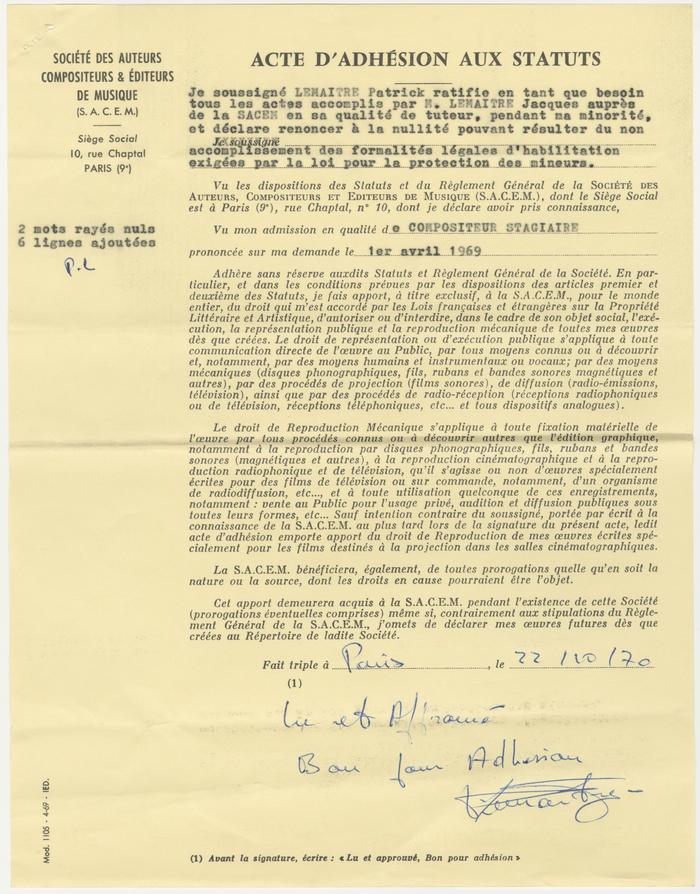 SOCIÉTÉ DES AUTEURS
COMPOSITEURS & ÉDITEURS
DE MUSIQUE
(S. A. C. E. M.)
Siège Social
10, rue Chaptal
PARIS (9e)
2 mots rayés nuls
6 lignes ajoutées
P.L
ACTE D'ADHÉSION AUX STATUTS
Je soussigné LEMAITRE Patrick ratifie en tant que besoin
tous les actes accomplis par M. LEMAITRE Jacques auprès
de la SACEM en sa qualité de tuteur, pendant ma minorité,
et déclare renoncer à la nullité pouvant résulter du non
Je soussigné
accomplissement des formalités légales d'habilitation
exigées par la loi pour la protection des mineurs.
Vu les dispositions des Statuts et du Règlement Général de la SOCIÉTÉ DES
AUTEURS, COMPOSITEURS ET EDITEURS DE MUSIQUE (S.A.C.E.M.), dont le Siège Social
est à Paris (9e), rue Chaptal, n° 10, dont je déclare avoir pris connaissance,
Vu mon admission en qualité de COMPOSITEUR STAGIAIRE
prononcée sur ma demande le 1er avril 1969
Adhère sans réserve auxdits Statuts et Règlement Général de la Société. En par-
ticulier, et dans les conditions prévues par les dispositions des articles premier et
deuxième des Statuts, je fais apport, à titre exclusif, à la S.A.C.E.M., pour le monde
entier, du droit qui m'est accordé par les Lois françaises et étrangères sur la Propriété
Littéraire et Artistique, d'autoriser ou d'interdire, dans le cadre de son objet social, l'exé-
cution, la représentation publique et la reproduction mécanique de toutes mes œuvres
dès que créées. Le droit de représentation ou d'exécution publique s'applique à toute
communication directe de l'œuvre au Public, par tous moyens connus ou à découvrir
et, notamment, par des moyens humains et instrumentaux ou vocaux; par des moyens
mécaniques (disques phonographiques, fils, rubans et bandes sonores magnétiques et
autres), par des procédés de projection (films sonores), de diffusion (radio-émissions,
télévision), ainsi que par des procédés de radio-réception (réceptions radiophoniques
ou de télévision, réceptions téléphoniques, etc... et tous dispositifs analogues).
Le droit de Reproduction Mécanique s'applique à toute fixation matérielle de
l'œuvre par tous procédés connus ou à découvrir autres que l'édition graphique,
notamment à la reproduction par disques phonographiques, fils, rubans et bandes
sonores (magnétiques et autres), à la reproduction cinématographique et à la repro-
duction radiophonique et de télévision, qu'il s'agisse ou non d'œuvres spécialement
écrites pour des films de télévision ou sur commande, notamment, d'un organisme
de radiodiffusion, etc..., et à toute utilisation quelconque de ces enregistrements,
notamment : vente au Public pour l'usage privé, audition et diffusion publiques sous
toutes leurs formes, etc... Sauf intention contraire du soussigné, portée par écrit à la
connaissance de la S.A.C.E.M. au plus tard lors de la signature du présent acte, ledit
acte d'adhésion emporte apport du droit de Reproduction de mes œuvres écrites spé-
cialement pour les films destinés à la projection dans les salles cinématographiques.
La S.A.C.E.M. bénéficiera, également, de toutes prorogations quelle qu'en soit la
nature ou la source, dont les droits en cause pourraient être l'objet.
Cet apport demeurera acquis à la S.A.C.E.M. pendant l'existence de cette Société
(prorogations éventuelles comprises) même si, contrairement aux stipulations du Règle-
ment Général de la S.A.C.E.M., j'omets de déclarer mes œuvres futures dès que
créées au Répertoire de ladite Société.
Fait triple à Paris, le 22/10/70
(1)
Lu et Approuvé
Bon pour Adhésion
(1) Avant la signature, écrire : « Lu et approuvé, Bon pour adhésion »
Mod. 1105 - 4-69 - IED.